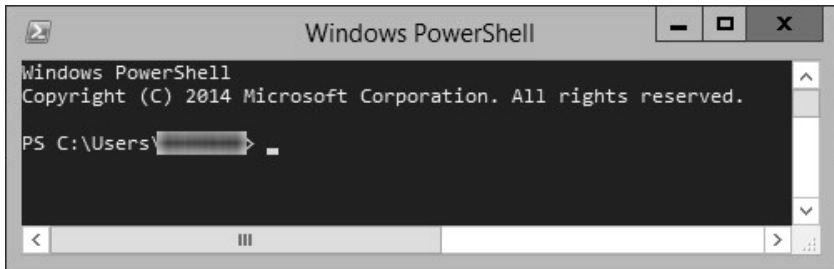 Windows PowerShell
Windows PowerShell
Copyright (C) 2014 Microsoft Corporation. All rights reserved.
PS C:\Users\> _